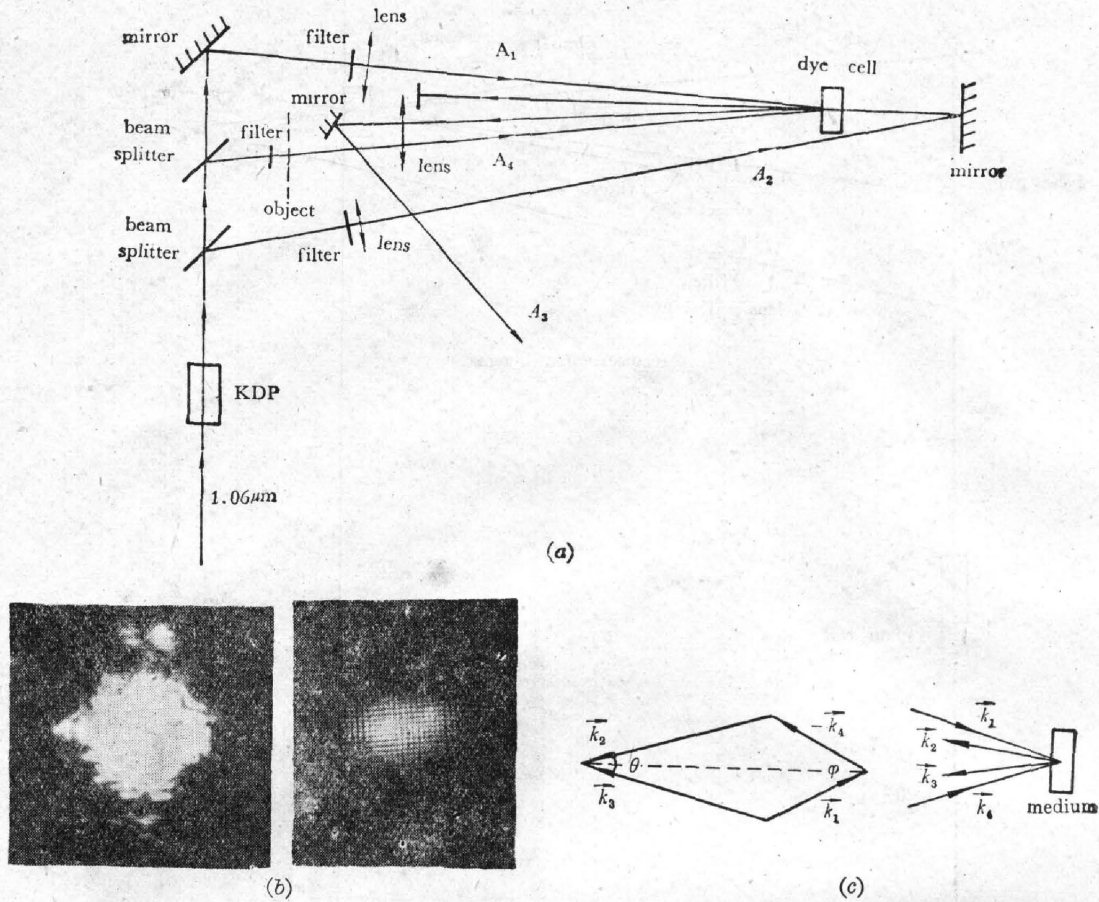 lens
mirror
filter
A₁
dye cell
mirror
beam
splitter
filter
lens
A₄
A₂
mirror
object
beam
splitter
filter
lens
A₃
KDP
1.06μm
(a)
k₂
θ
k₃
-k₄
φ
k₁
k₁
k₂
k₃
k₄
medium
(b)
(c)